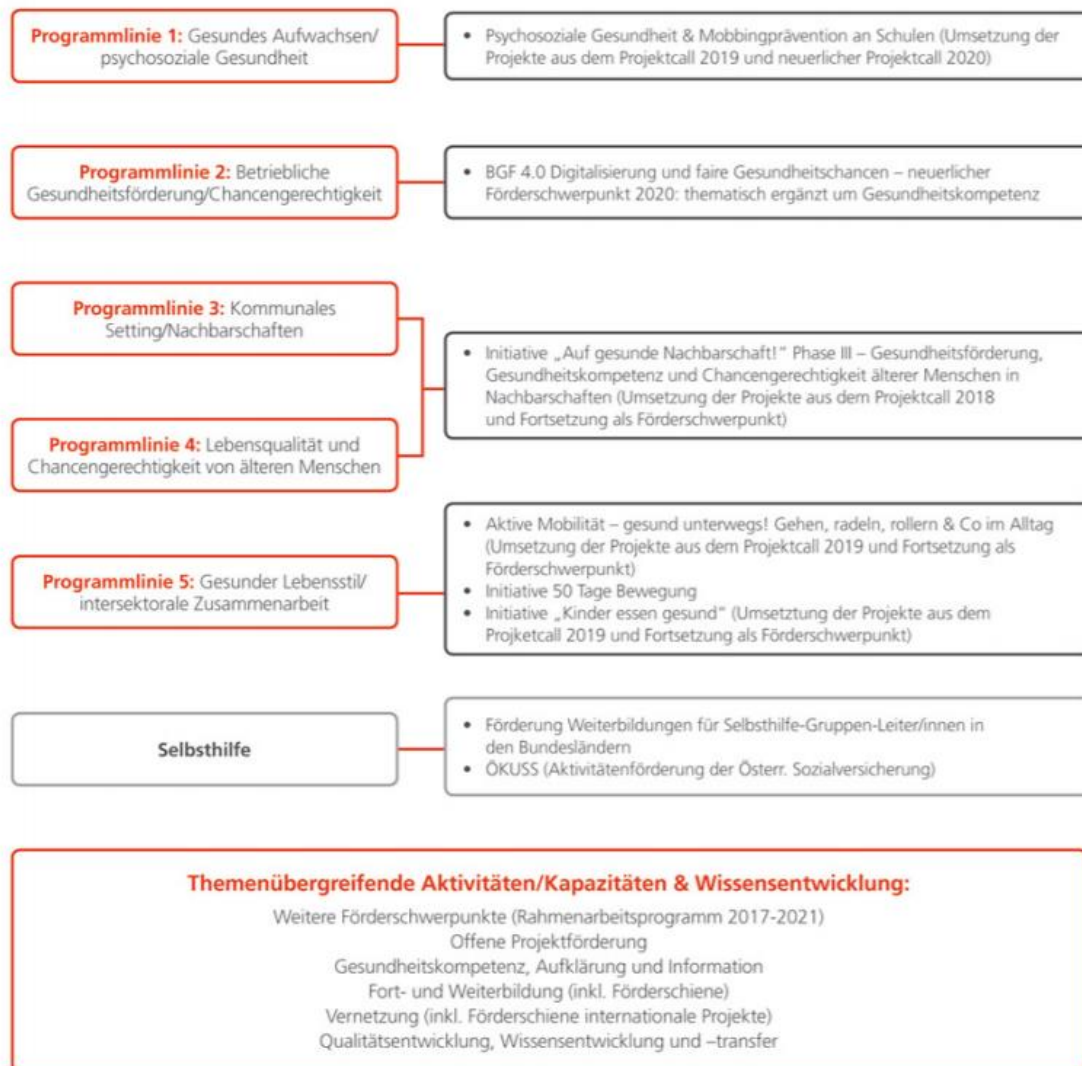 Programmlinie 1: Gesundes Aufwachsen/
psychosoziale Gesundheit
• Psychosoziale Gesundheit & Mobbingprävention an Schulen (Umsetzung der
Projekte aus dem Projektcall 2019 und neuerlicher Projektcall 2020)
Programmlinie 2: Betriebliche
Gesundheitsförderung/Chancengerechtigkeit
• BGF 4.0 Digitalisierung und faire Gesundheitschancen – neuerlicher
Förderschwerpunkt 2020: thematisch ergänzt um Gesundheitskompetenz
Programmlinie 3: Kommunales
Setting/Nachbarschaften
Programmlinie 4: Lebensqualität und
Chancengerechtigkeit von älteren Menschen
• Initiative „Auf gesunde Nachbarschaft!“ Phase III – Gesundheitsförderung,
Gesundheitskompetenz und Chancengerechtigkeit älterer Menschen in
Nachbarschaften (Umsetzung der Projekte aus dem Projektcall 2018
und Fortsetzung als Förderschwerpunkt)
Programmlinie 5: Gesunder Lebensstil/
intersektorale Zusammenarbeit
• Aktive Mobilität – gesund unterwegs! Gehen, radeln, rollern & Co im Alltag
(Umsetzung der Projekte aus dem Projektcall 2019 und Fortsetzung als
Förderschwerpunkt)
• Initiative 50 Tage Bewegung
• Initiative „Kinder essen gesund“ (Umsetztung der Projekte aus dem
Projketcall 2019 und Fortsetzung als Förderschwerpunkt)
Selbsthilfe
• Förderung Weiterbildungen für Selbsthilfe-Gruppen-Leiter/innen in
den Bundesländern
• ÖKUSS (Aktivitätenförderung der Österr. Sozialversicherung)
Themenübergreifende Aktivitäten/Kapazitäten & Wissensentwicklung:
Weitere Förderschwerpunkte (Rahmenarbeitsprogramm 2017-2021)
Offene Projektförderung
Gesundheitskompetenz, Aufklärung und Information
Fort- und Weiterbildung (inkl. Förderschiene)
Vernetzung (inkl. Förderschiene internationale Projekte)
Qualitätsentwicklung, Wissensentwicklung und –transfer